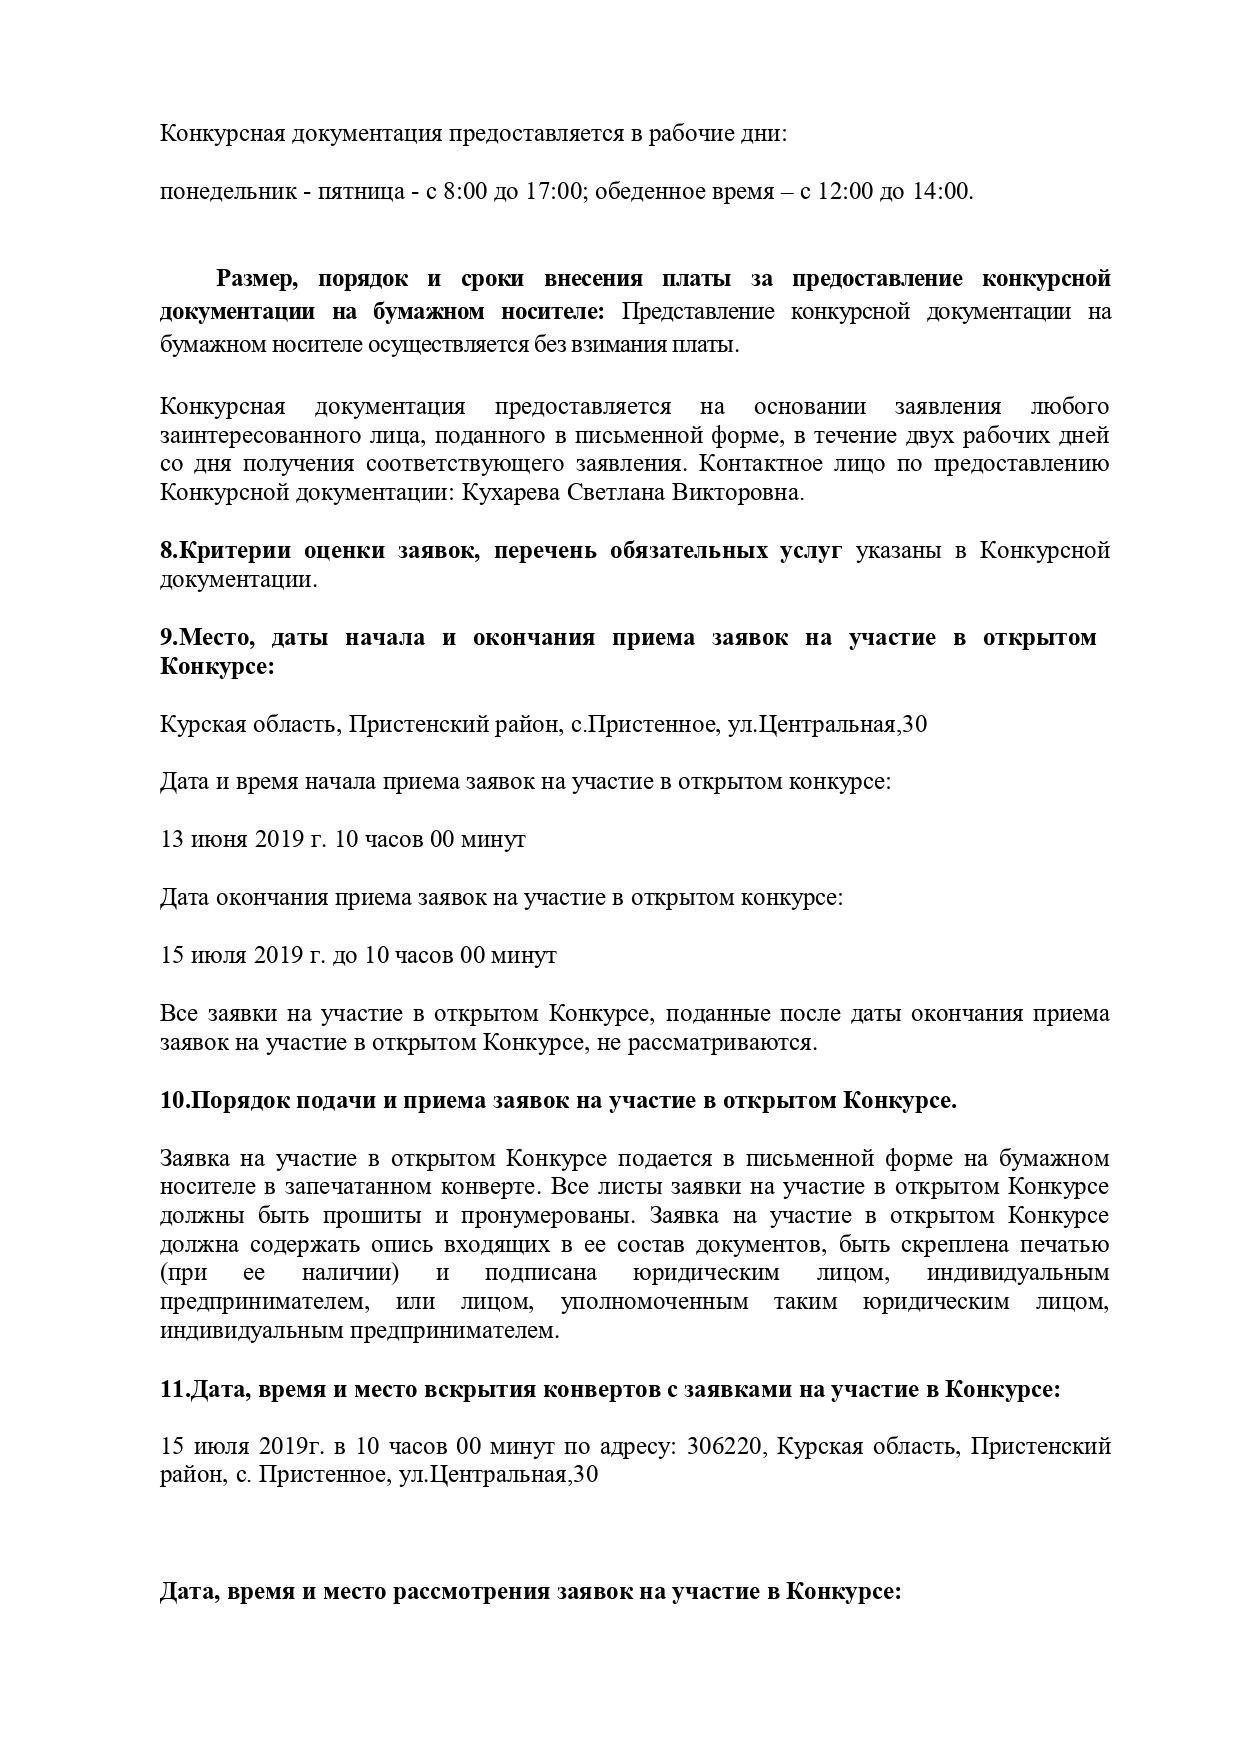 Конкурсная документация предоставляется в рабочие дни:
понедельник - пятница - с 8:00 до 17:00; обеденное время – с 12:00 до 14:00.
Размер, порядок и сроки внесения платы за предоставление конкурсной
документации на бумажном носителе: Представление конкурсной документации на
бумажном носителе осуществляется без взимания платы.
Конкурсная документация предоставляется на основании заявления любого
заинтересованного лица, поданного в письменной форме, в течение двух рабочих дней
со дня получения соответствующего заявления. Контактное лицо по предоставлению
Конкурсной документации: Кухарева Светлана Викторовна.
8.Критерии оценки заявок, перечень обязательных услуг указаны в Конкурсной
документации.
9.Место, даты начала и окончания приема заявок на участие в открытом
Конкурсе:
Курская область, Пристенский район, с.Пристенное, ул.Центральная,30
Дата и время начала приема заявок на участие в открытом конкурсе:
13 июня 2019 г. 10 часов 00 минут
Дата окончания приема заявок на участие в открытом конкурсе:
15 июля 2019 г. до 10 часов 00 минут
Все заявки на участие в открытом Конкурсе, поданные после даты окончания приема
заявок на участие в открытом Конкурсе, не рассматриваются.
10.Порядок подачи и приема заявок на участие в открытом Конкурсе.
Заявка на участие в открытом Конкурсе подается в письменной форме на бумажном
носителе в запечатанном конверте. Все листы заявки на участие в открытом Конкурсе
должны быть прошиты и пронумерованы. Заявка на участие в открытом Конкурсе
должна содержать опись входящих в ее состав документов, быть скреплена печатью
(при ее наличии) и подписана юридическим лицом, индивидуальным
предпринимателем, или лицом, уполномоченным таким юридическим лицом,
индивидуальным предпринимателем.
11.Дата, время и место вскрытия конвертов с заявками на участие в Конкурсе:
15 июля 2019г. в 10 часов 00 минут по адресу: 306220, Курская область, Пристенский
район, с. Пристенное, ул.Центральная,30
Дата, время и место рассмотрения заявок на участие в Конкурсе: